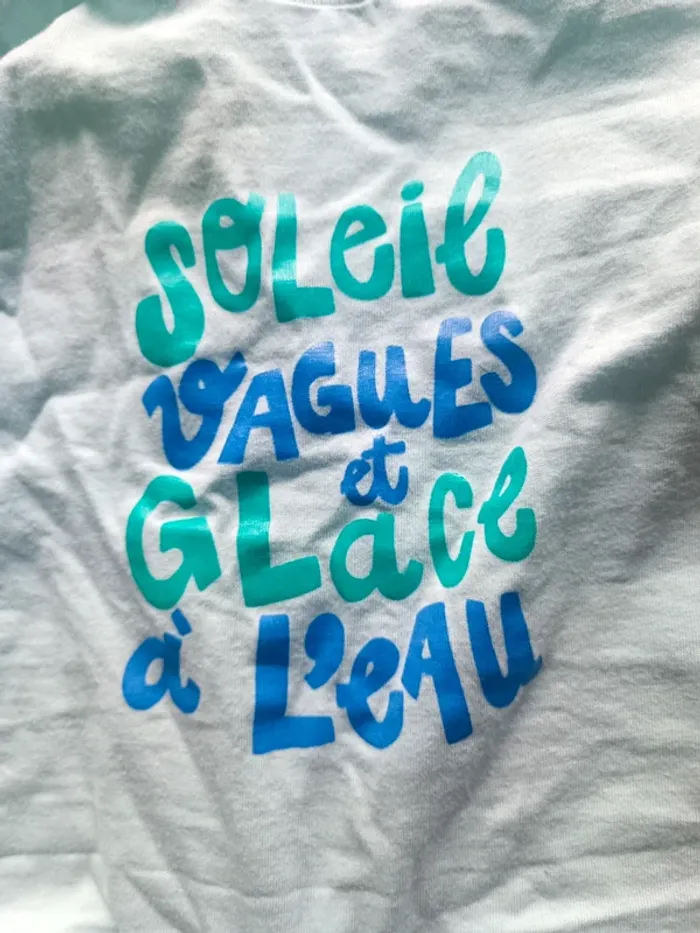 SOLeil
VAGUES
et
GLace
à L'eAU